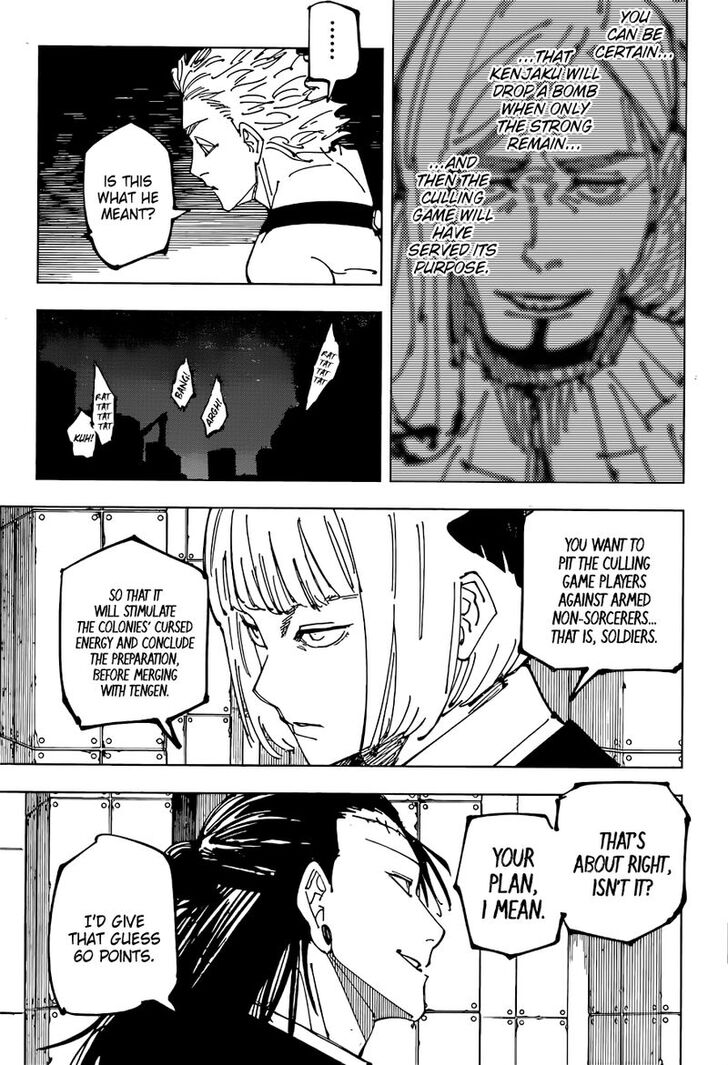 YOU
CAN BE
CERTAIN...
...THAT
KENJAKU WILL
DROP A BOMB
WHEN ONLY
THE STRONG
REMAIN...
...AND
THEN THE
CULLING
GAME WILL
HAVE
SERVED ITS
PURPOSE.
......
IS THIS
WHAT HE
MEANT?
RAT
TAT
TAT
TAT
BANG!
ARGH!
RAT
TAT
TAT
TAT
KUH!
YOU WANT TO
PIT THE CULLING
GAME PLAYERS
AGAINST ARMED
NON-SORCERERS...
THAT IS, SOLDIERS.
SO THAT IT
WILL STIMULATE
THE COLONIES' CURSED
ENERGY AND CONCLUDE
THE PREPARATION,
BEFORE MERGING
WITH TENGEN.
THAT'S
ABOUT RIGHT,
ISN'T IT?
YOUR
PLAN,
I MEAN.
I'D GIVE
THAT GUESS
60 POINTS.